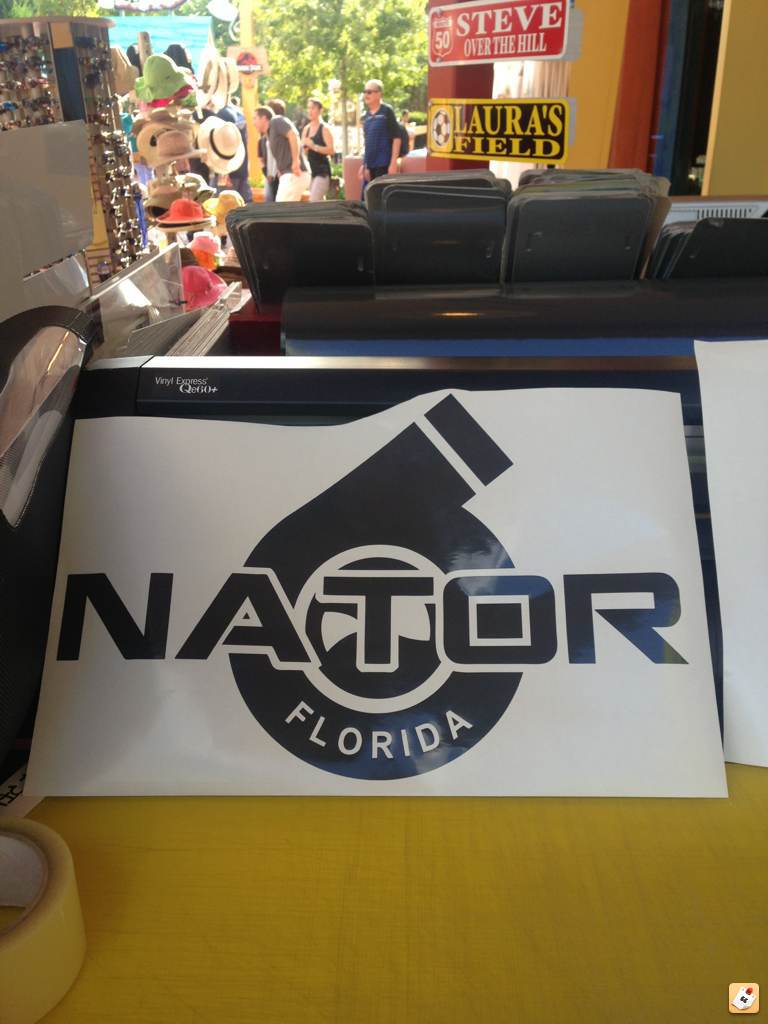 50 STEVE
OVER THE HILL
LAURA'S
FIELD
Vinyl Express
Qe60+
NATOR
FLORIDA